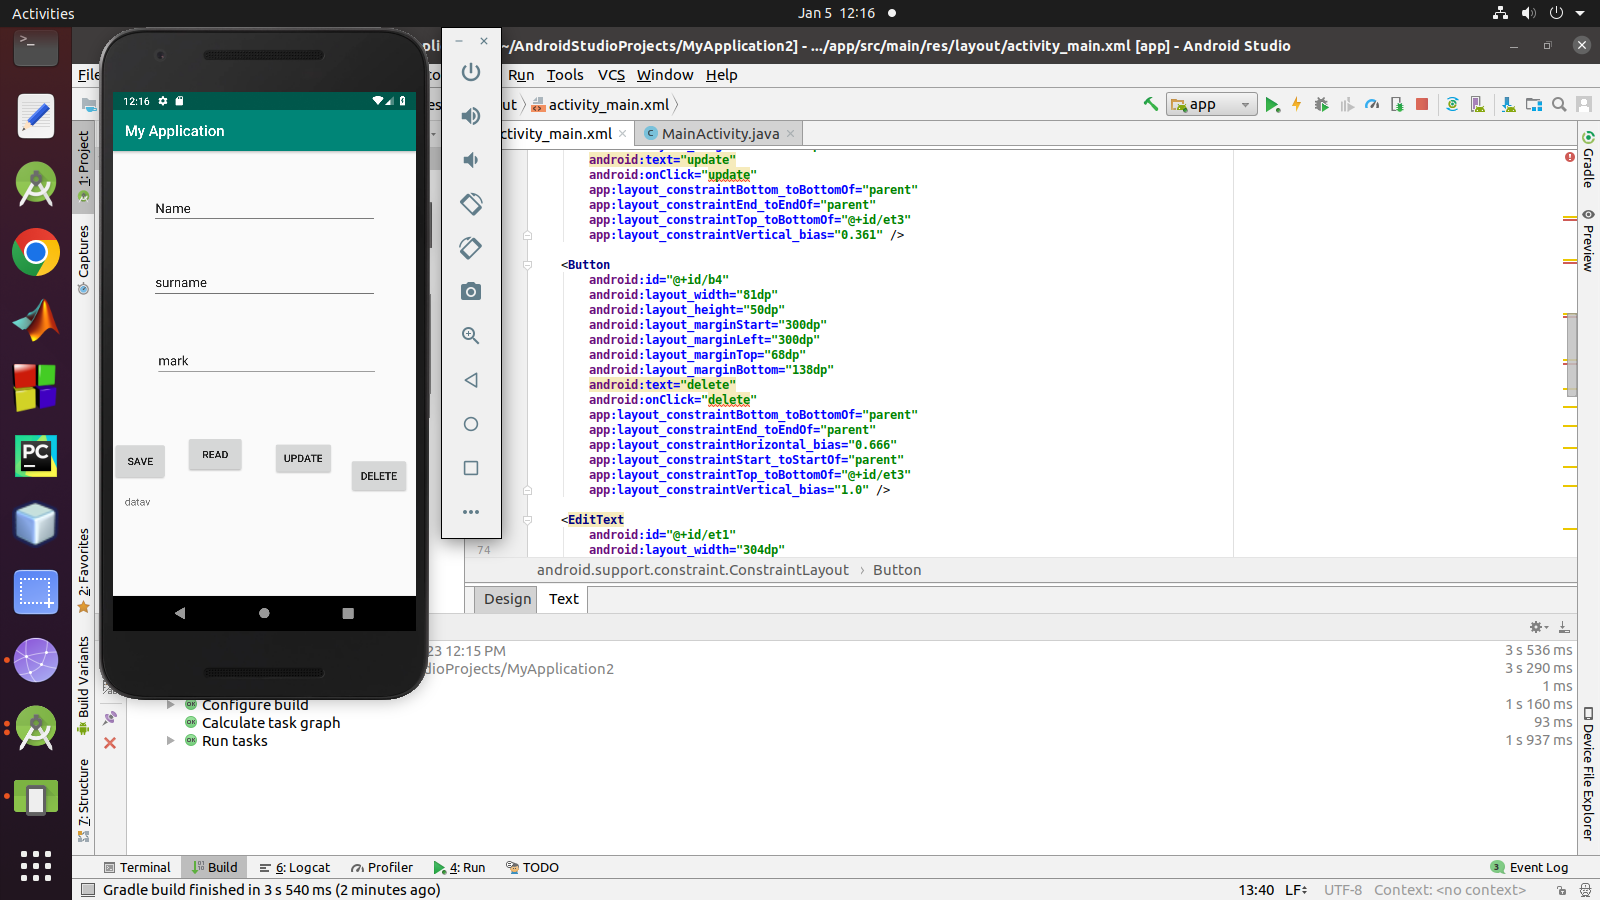 Activities
Jan 5 12:16
~/AndroidStudioProjects/MyApplication2] - .../app/src/main/res/layout/activity_main.xml [app] - Android Studio
File
Run Tools VCS Window Help
activity_main.xml
app
activity_main.xml
MainActivity.java
android:text="update"
android:onClick="update"
app:layout_constraintBottom_toBottomOf="parent"
app:layout_constraintEnd_toEndOf="parent"
app:layout_constraintTop_toBottomOf="@+id/et3"
app:layout_constraintVertical_bias="0.361" />
<Button
android:id="@+id/b4"
android:layout_width="81dp"
android:layout_height="50dp"
android:layout_marginStart="300dp"
android:layout_marginLeft="300dp"
android:layout_marginTop="68dp"
android:layout_marginBottom="138dp"
android:text="delete"
android:onClick="delete"
app:layout_constraintBottom_toBottomOf="parent"
app:layout_constraintEnd_toEndOf="parent"
app:layout_constraintHorizontal_bias="0.666"
app:layout_constraintStart_toStartOf="parent"
app:layout_constraintTop_toBottomOf="@+id/et3"
app:layout_constraintVertical_bias="1.0" />
<EditText
android:id="@+id/et1"
74 android:layout_width="304dp"
android.support.constraint.ConstraintLayout › Button
Design Text
12:16
My Application
Name
surname
mark
SAVE
READ
UPDATE
DELETE
datav
1: Project
Captures
2: Favorites
Build Variants
7: Structure
Gradle
Preview
Device File Explorer
23 12:15 PM 3 s 536 ms
dioProjects/MyApplication2 3 s 290 ms
1 ms
Configure build 1 s 160 ms
Calculate task graph 93 ms
Run tasks 1 s 937 ms
Terminal Build 6: Logcat Profiler 4: Run TODO 3 Event Log
Gradle build finished in 3 s 540 ms (2 minutes ago) 13:40 LF UTF-8 Context: <no context>